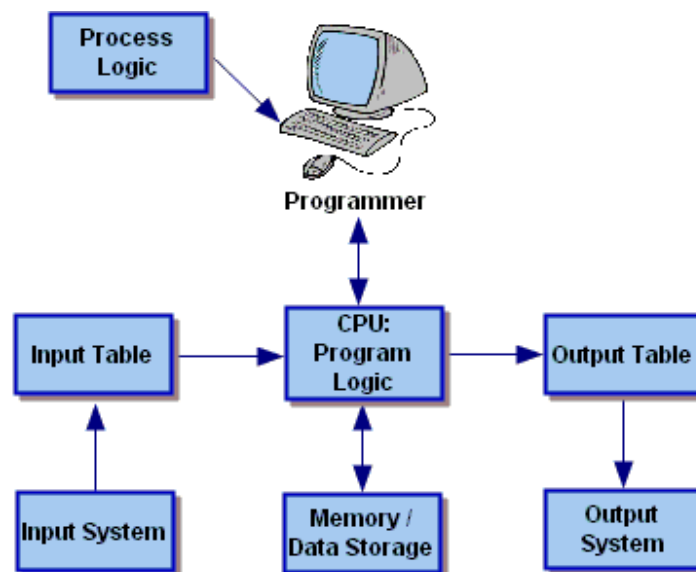 Process
Logic
Programmer
Input Table
CPU:
Program
Logic
Output Table
Input System
Memory /
Data Storage
Output
System